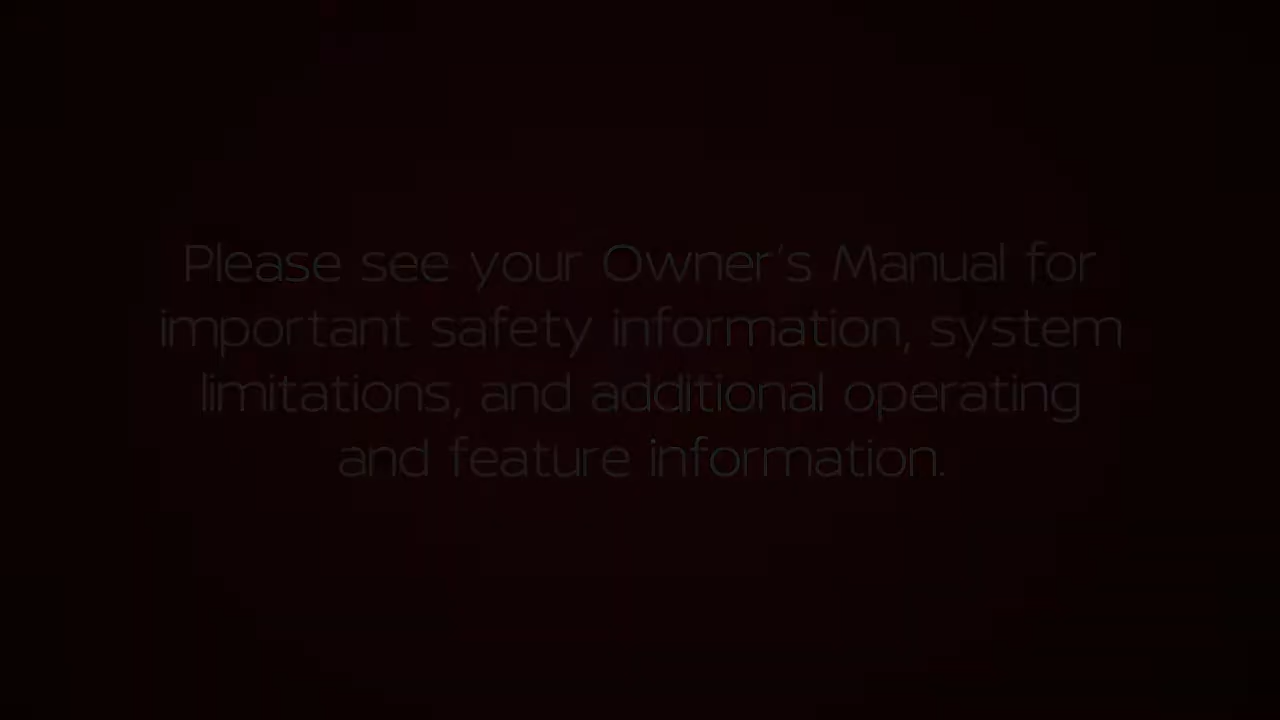 Please see your Owner's Manual for
important safety information, system
limitations, and additional operating
and feature information.